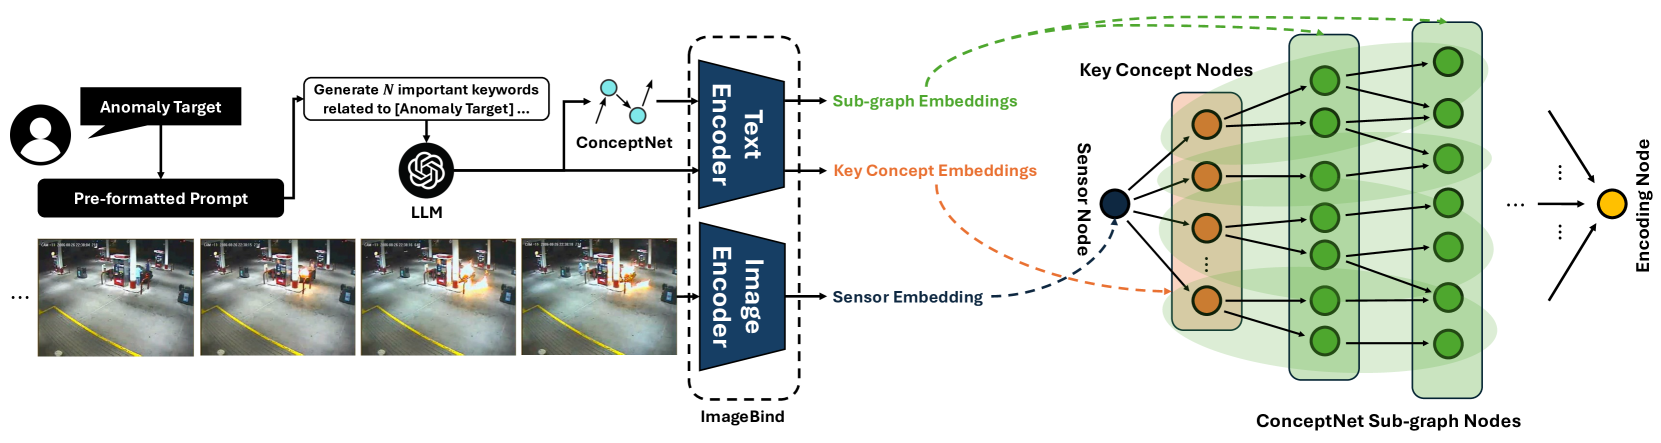 Anomaly Target
Pre-formatted Prompt
Generate N important keywords
related to [Anomaly Target] ...
LLM
ConceptNet
Text
Encoder
Image
Encoder
ImageBind
Sub-graph Embeddings
Key Concept Embeddings
Sensor Embedding
...
Key Concept Nodes
Sensor Node
...
ConceptNet Sub-graph Nodes
...
...
...
Encoding Node